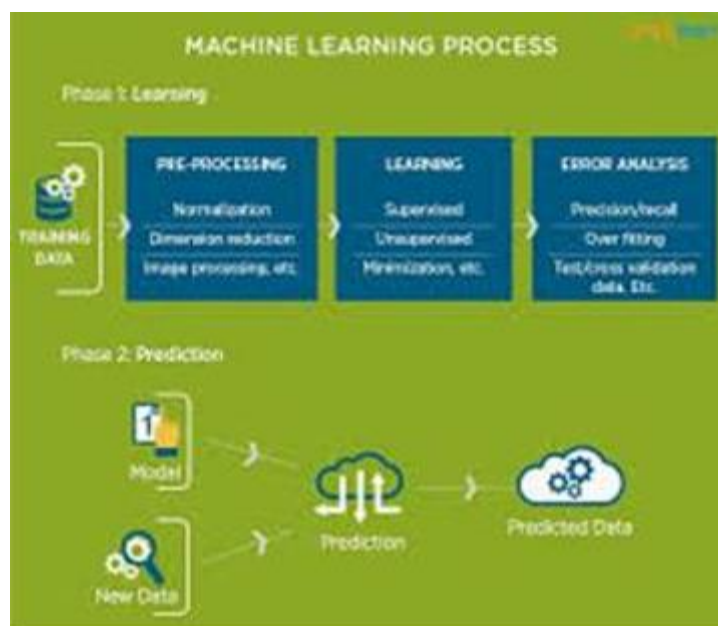 MACHINE LEARNING PROCESS
Phase 1: Learning
TRAINING
DATA
PRE-PROCESSING
Normalization
Dimension reduction
Image processing, etc
LEARNING
Supervised
Unsupervised
Minimization, etc.
ERROR ANALYSIS
Precision/recall
Over fitting
Test/cross validation
data, Etc.
Phase 2: Prediction
1
Model
New Data
Prediction
Predicted Data